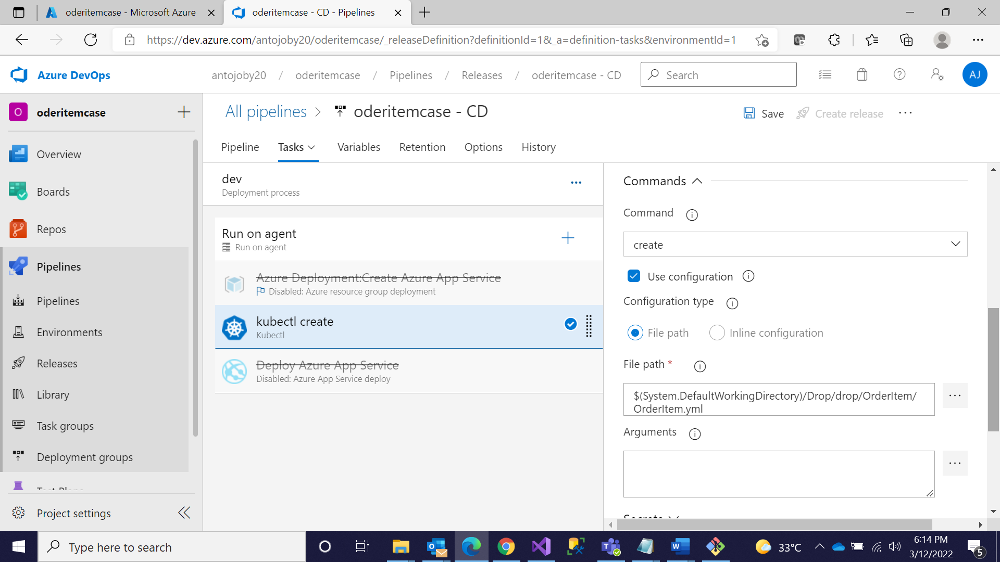 oderitemcase - Microsoft Azure
oderitemcase - CD - Pipelines
https://dev.azure.com/antojoby20/oderitemcase/_releaseDefinition?definitionId=1&_a=definition-tasks&environmentId=1
Azure DevOps
antojoby20 / oderitemcase / Pipelines / Releases / oderitemcase - CD
Search
AJ
O
oderitemcase
Overview
Boards
Repos
Pipelines
Pipelines
Environments
Releases
Library
Task groups
Deployment groups
Test Plans
Project settings
All pipelines > oderitemcase - CD
Save
Create release
Pipeline
Tasks
Variables
Retention
Options
History
dev
Deployment process
Run on agent
Run on agent
Azure Deployment:Create Azure App Service
Disabled: Azure resource group deployment
kubectl create
Kubectl
Deploy Azure App Service
Disabled: Azure App Service deploy
Commands
Command
create
Use configuration
Configuration type
File path
Inline configuration
File path *
$(System.DefaultWorkingDirectory)/Drop/drop/OrderItem/
OrderItem.yml
Arguments
Secrets
Type here to search
33°C
6:14 PM
3/12/2022
5